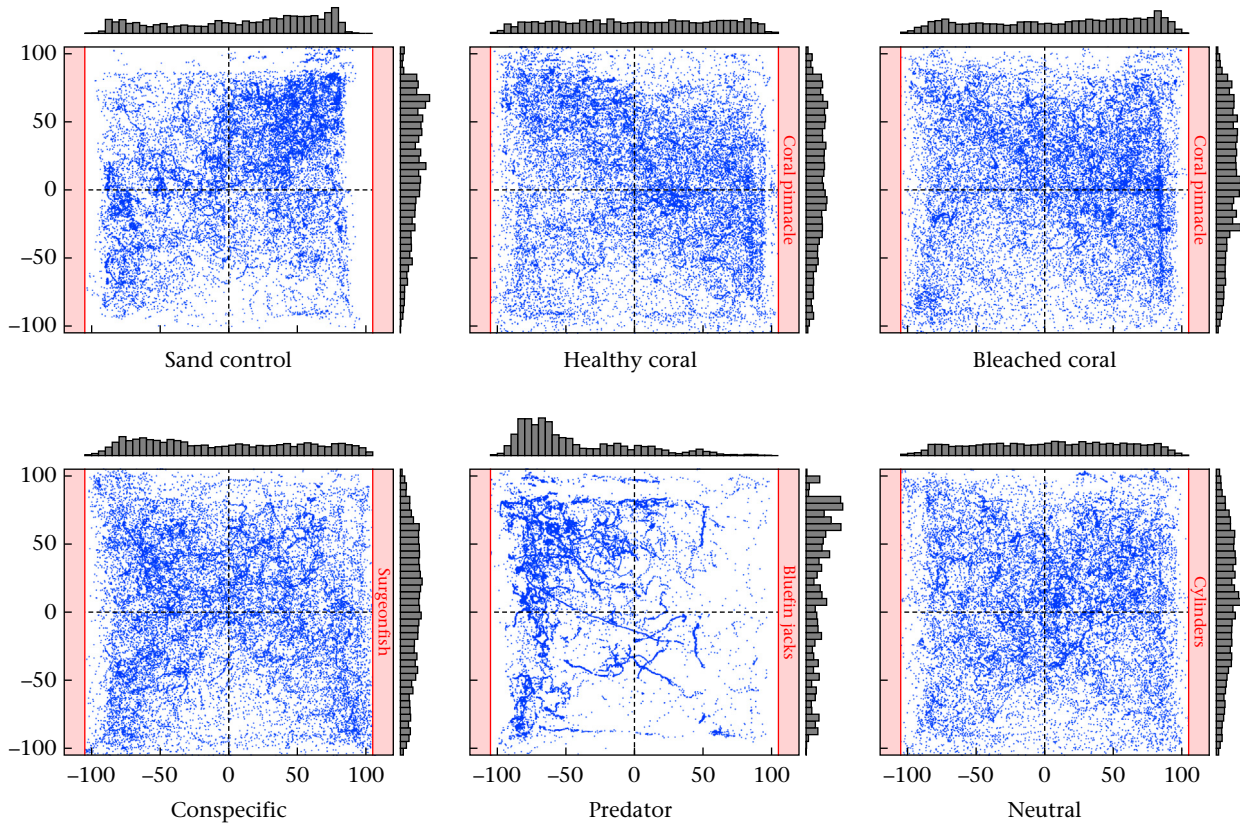 100
50
0
−50
−100
Coral pinnacle
Coral pinnacle
Sand control
Healthy coral
Bleached coral
100
50
0
−50
−100
Surgeonfish
Bluefin jacks
Cylinders
−100 −50 0 50 100
−100 −50 0 50 100
−100 −50 0 50 100
Conspecific
Predator
Neutral